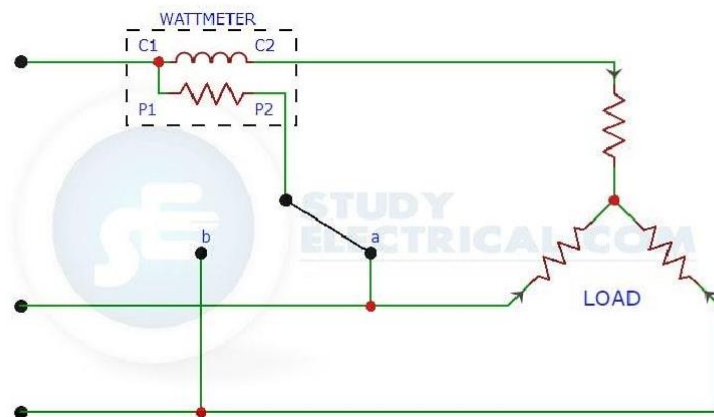 WATTMETER
C1 C2
P1 P2
STUDY
ELECTRICAL.COM
b a
LOAD